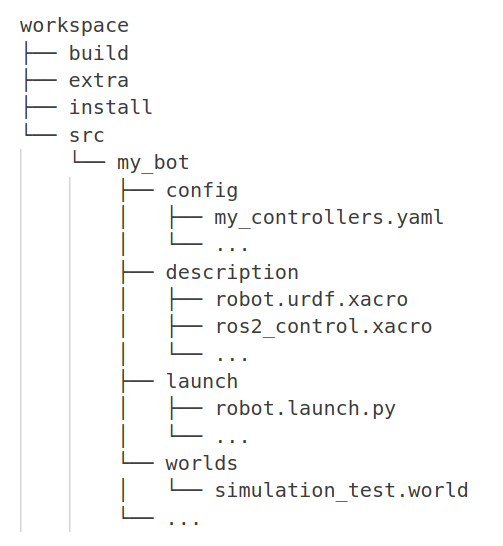 workspace
├── build
├── extra
├── install
└── src
    └── my_bot
        ├── config
        │   ├── my_controllers.yaml
        │   └── ...
        ├── description
        │   ├── robot.urdf.xacro
        │   ├── ros2_control.xacro
        │   └── ...
        ├── launch
        │   ├── robot.launch.py
        │   └── ...
        └── worlds
        │   └── simulation_test.world
        └── ...